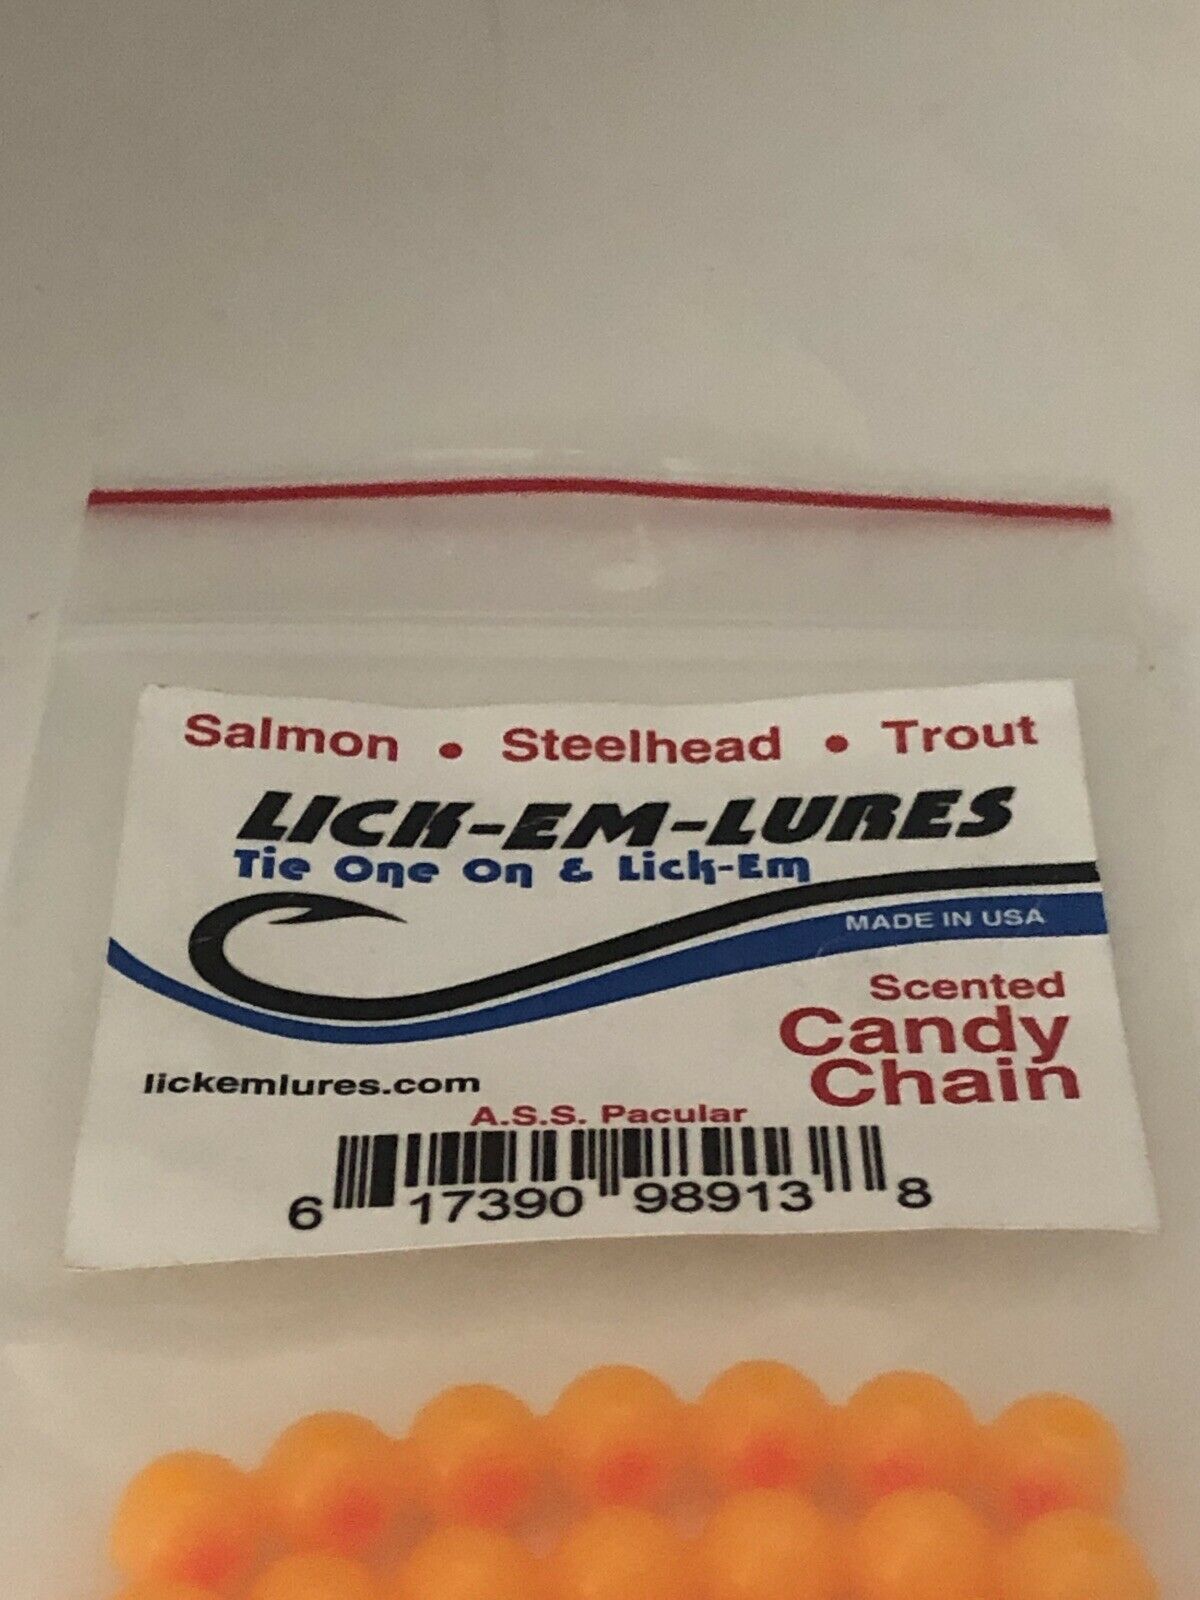 Salmon • Steelhead • Trout
LICK-EM-LURES
Tie One On & Lick-Em
MADE IN USA
Scented
Candy
Chain
lickemlures.com
A.S.S. Pacular
6 17390 98913 8